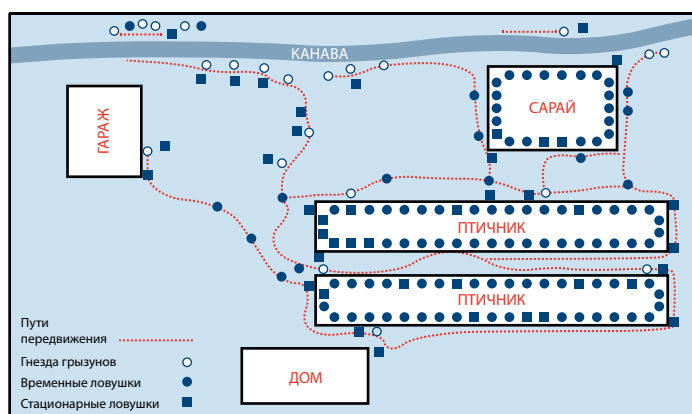 КАНАВА
ГАРАЖ
САРАЙ
ПТИЧНИК
ПТИЧНИК
ДОМ
Пути
передвижения
Гнезда грызунов
Временные ловушки
Стационарные ловушки